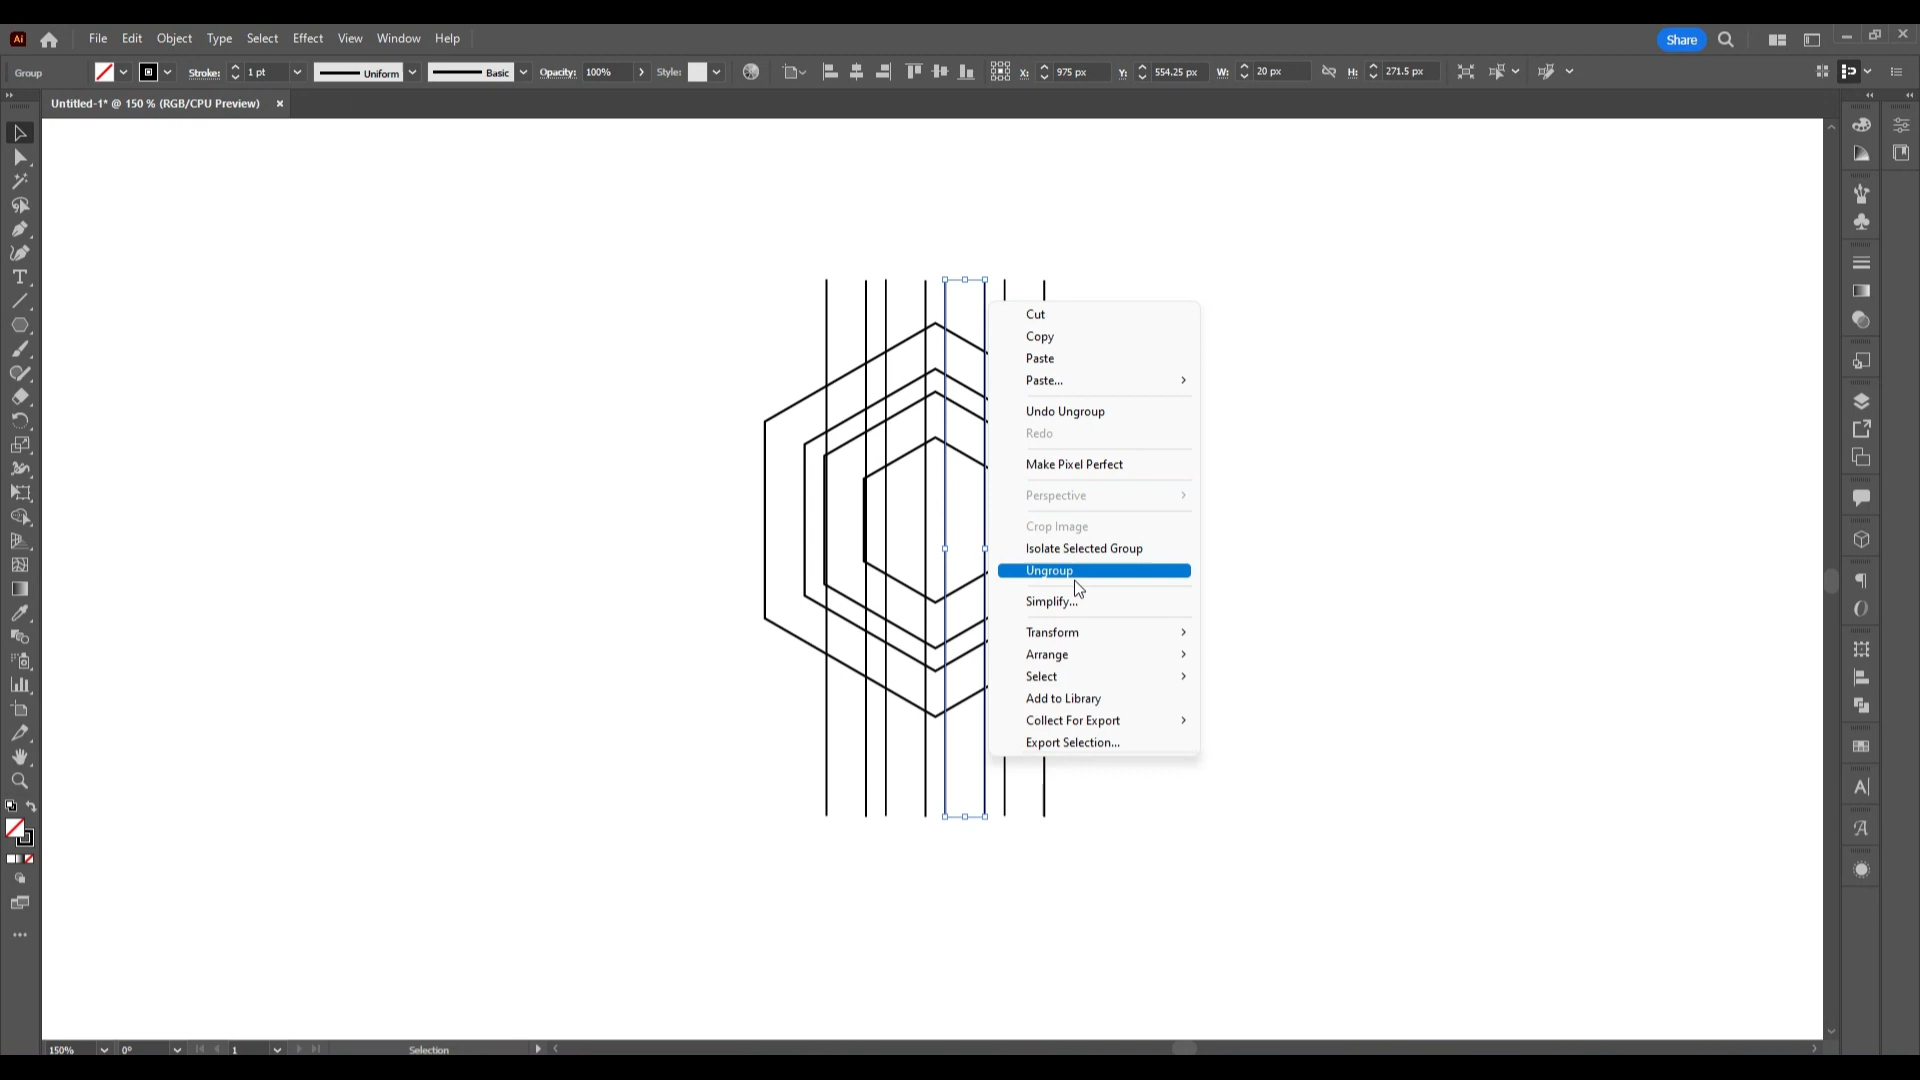 Ai File Edit Object Type Select Effect View Window Help Share
Group Stroke: 1 pt Uniform Basic Opacity: 100% Style: X: 975 px Y: 554.25 px W: 20 px H: 271.5 px
Untitled-1* @ 150 % (RGB/CPU Preview) ×
Cut
Copy
Paste
Paste...
Undo Ungroup
Redo
Make Pixel Perfect
Perspective
Crop Image
Isolate Selected Group
Ungroup
Simplify...
Transform
Arrange
Select
Add to Library
Collect For Export
Export Selection...
150% 0° 1 Selection